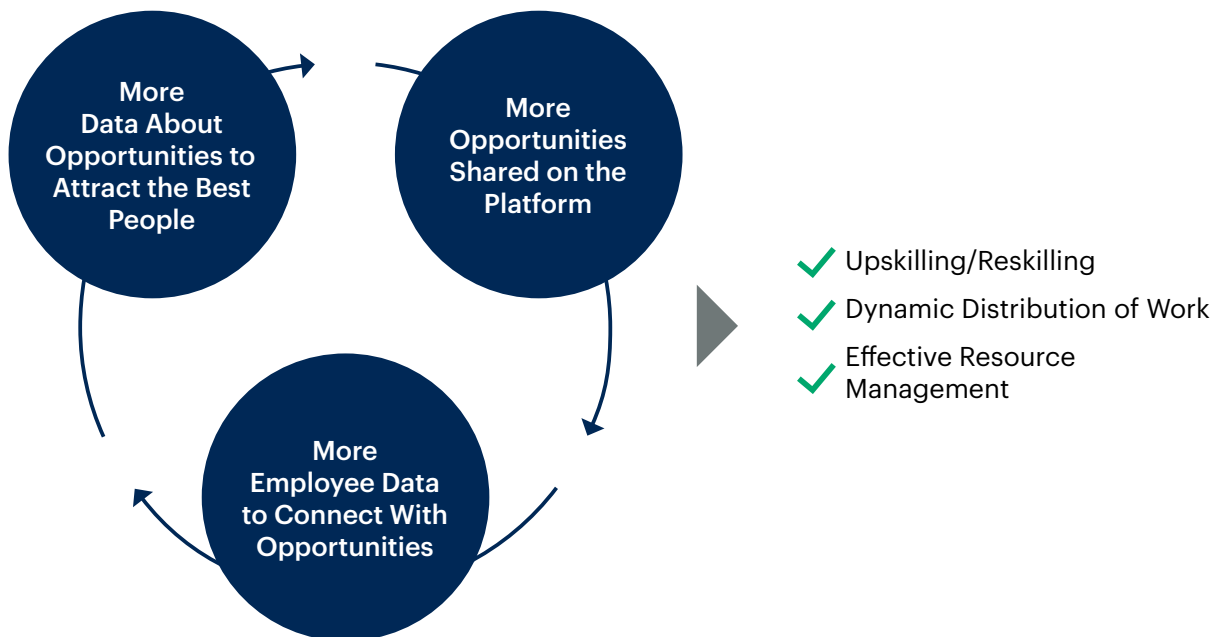 More
Data About
Opportunities to
Attract the Best
People
More
Opportunities
Shared on the
Platform
More
Employee Data
to Connect With
Opportunities
Upskilling/Reskilling
Dynamic Distribution of Work
Effective Resource
Management